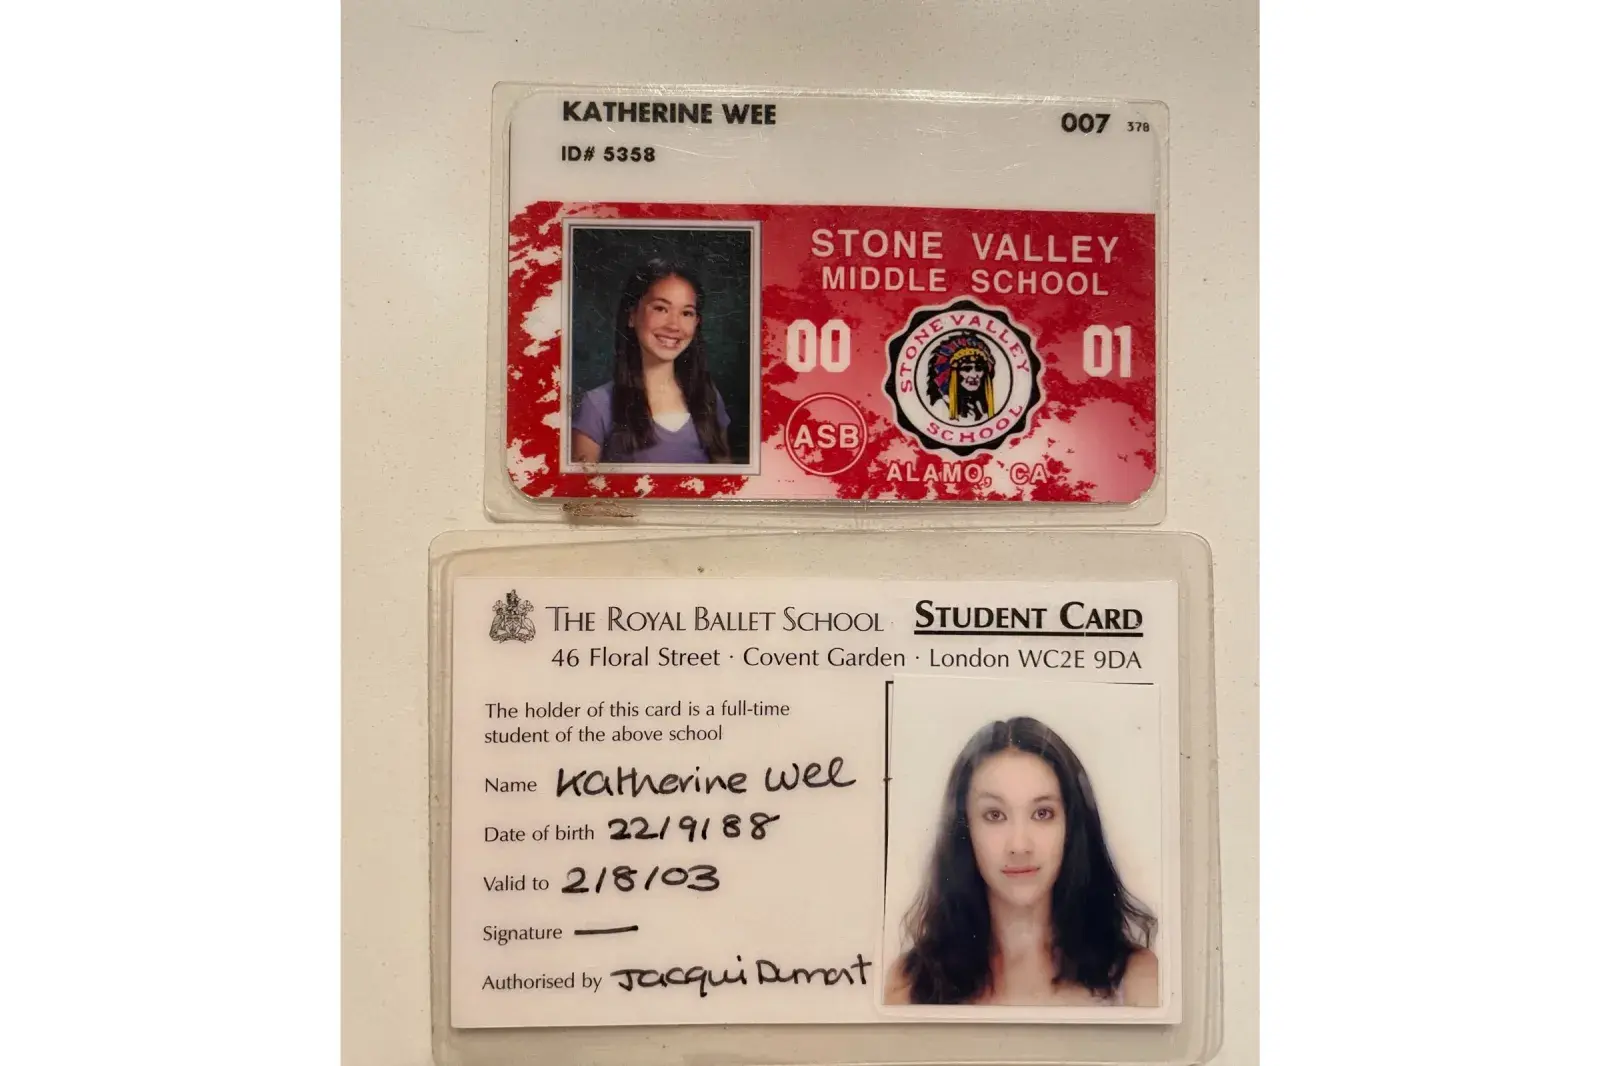 KATHERINE WEE
007 378
ID# 5358
STONE VALLEY
MIDDLE SCHOOL
00
01
STONE VALLEY
SCHOOL
ASB
ALAMO, CA
THE ROYAL BALLET SCHOOL
STUDENT CARD
46 Floral Street · Covent Garden · London WC2E 9DA
The holder of this card is a full-time
student of the above school
Name Katherine Wee
Date of birth 22/9/88
Valid to 2/8/03
Signature —
Authorised by Jacqui